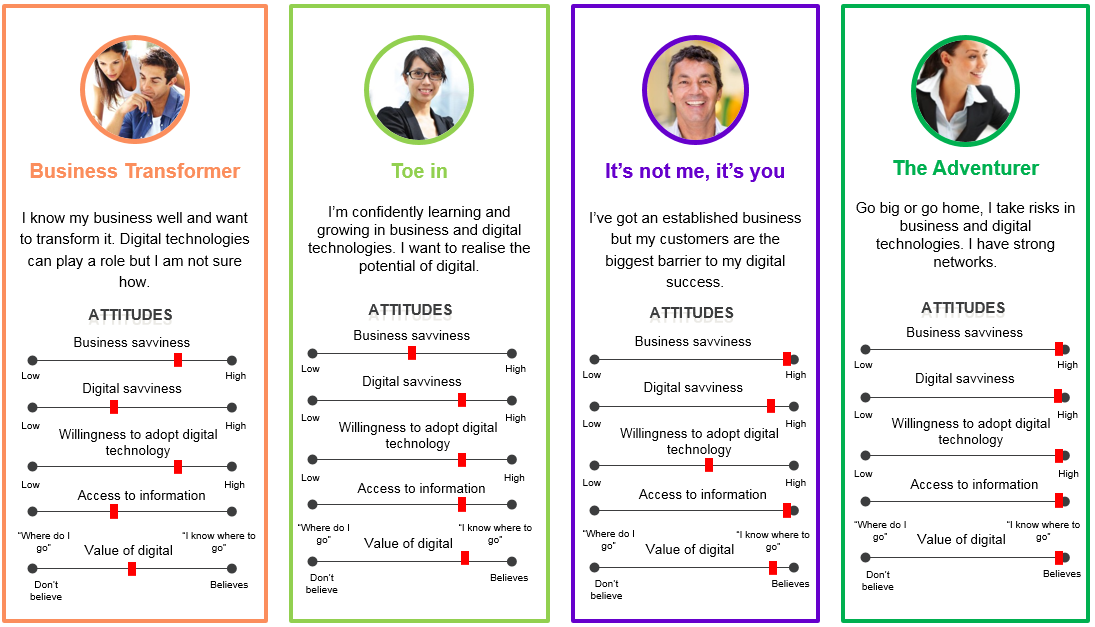 Business Transformer
I know my business well and want
to transform it. Digital technologies
can play a role but I am not sure
how.
ATTITUDES
Business savviness
Low
High
Digital savviness
Low
High
Willingness to adopt digital
technology
Low
High
Access to information
“Where do I
go”
“I know where to
go”
Value of digital
Don’t
believe
Believes
Toe in
I’m confidently learning and
growing in business and digital
technologies. I want to realise the
potential of digital.
ATTITUDES
Business savviness
Low
High
Digital savviness
Low
High
Willingness to adopt digital
technology
Low
High
Access to information
“Where do I
go”
“I know where to
go”
Value of digital
Don’t
believe
Believes
It’s not me, it’s you
I’ve got an established business
but my customers are the
biggest barrier to my digital
success.
ATTITUDES
Business savviness
Low
High
Digital savviness
Low
High
Willingness to adopt digital
technology
Low
High
Access to information
“Where do I
go”
“I know where to
go”
Value of digital
Don’t
believe
Believes
The Adventurer
Go big or go home, I take risks in
business and digital
technologies. I have strong
networks.
ATTITUDES
Business savviness
Low
High
Digital savviness
Low
High
Willingness to adopt digital
technology
Low
High
Access to information
“Where do I
go”
“I know where to
go”
Value of digital
Don’t
believe
Believes